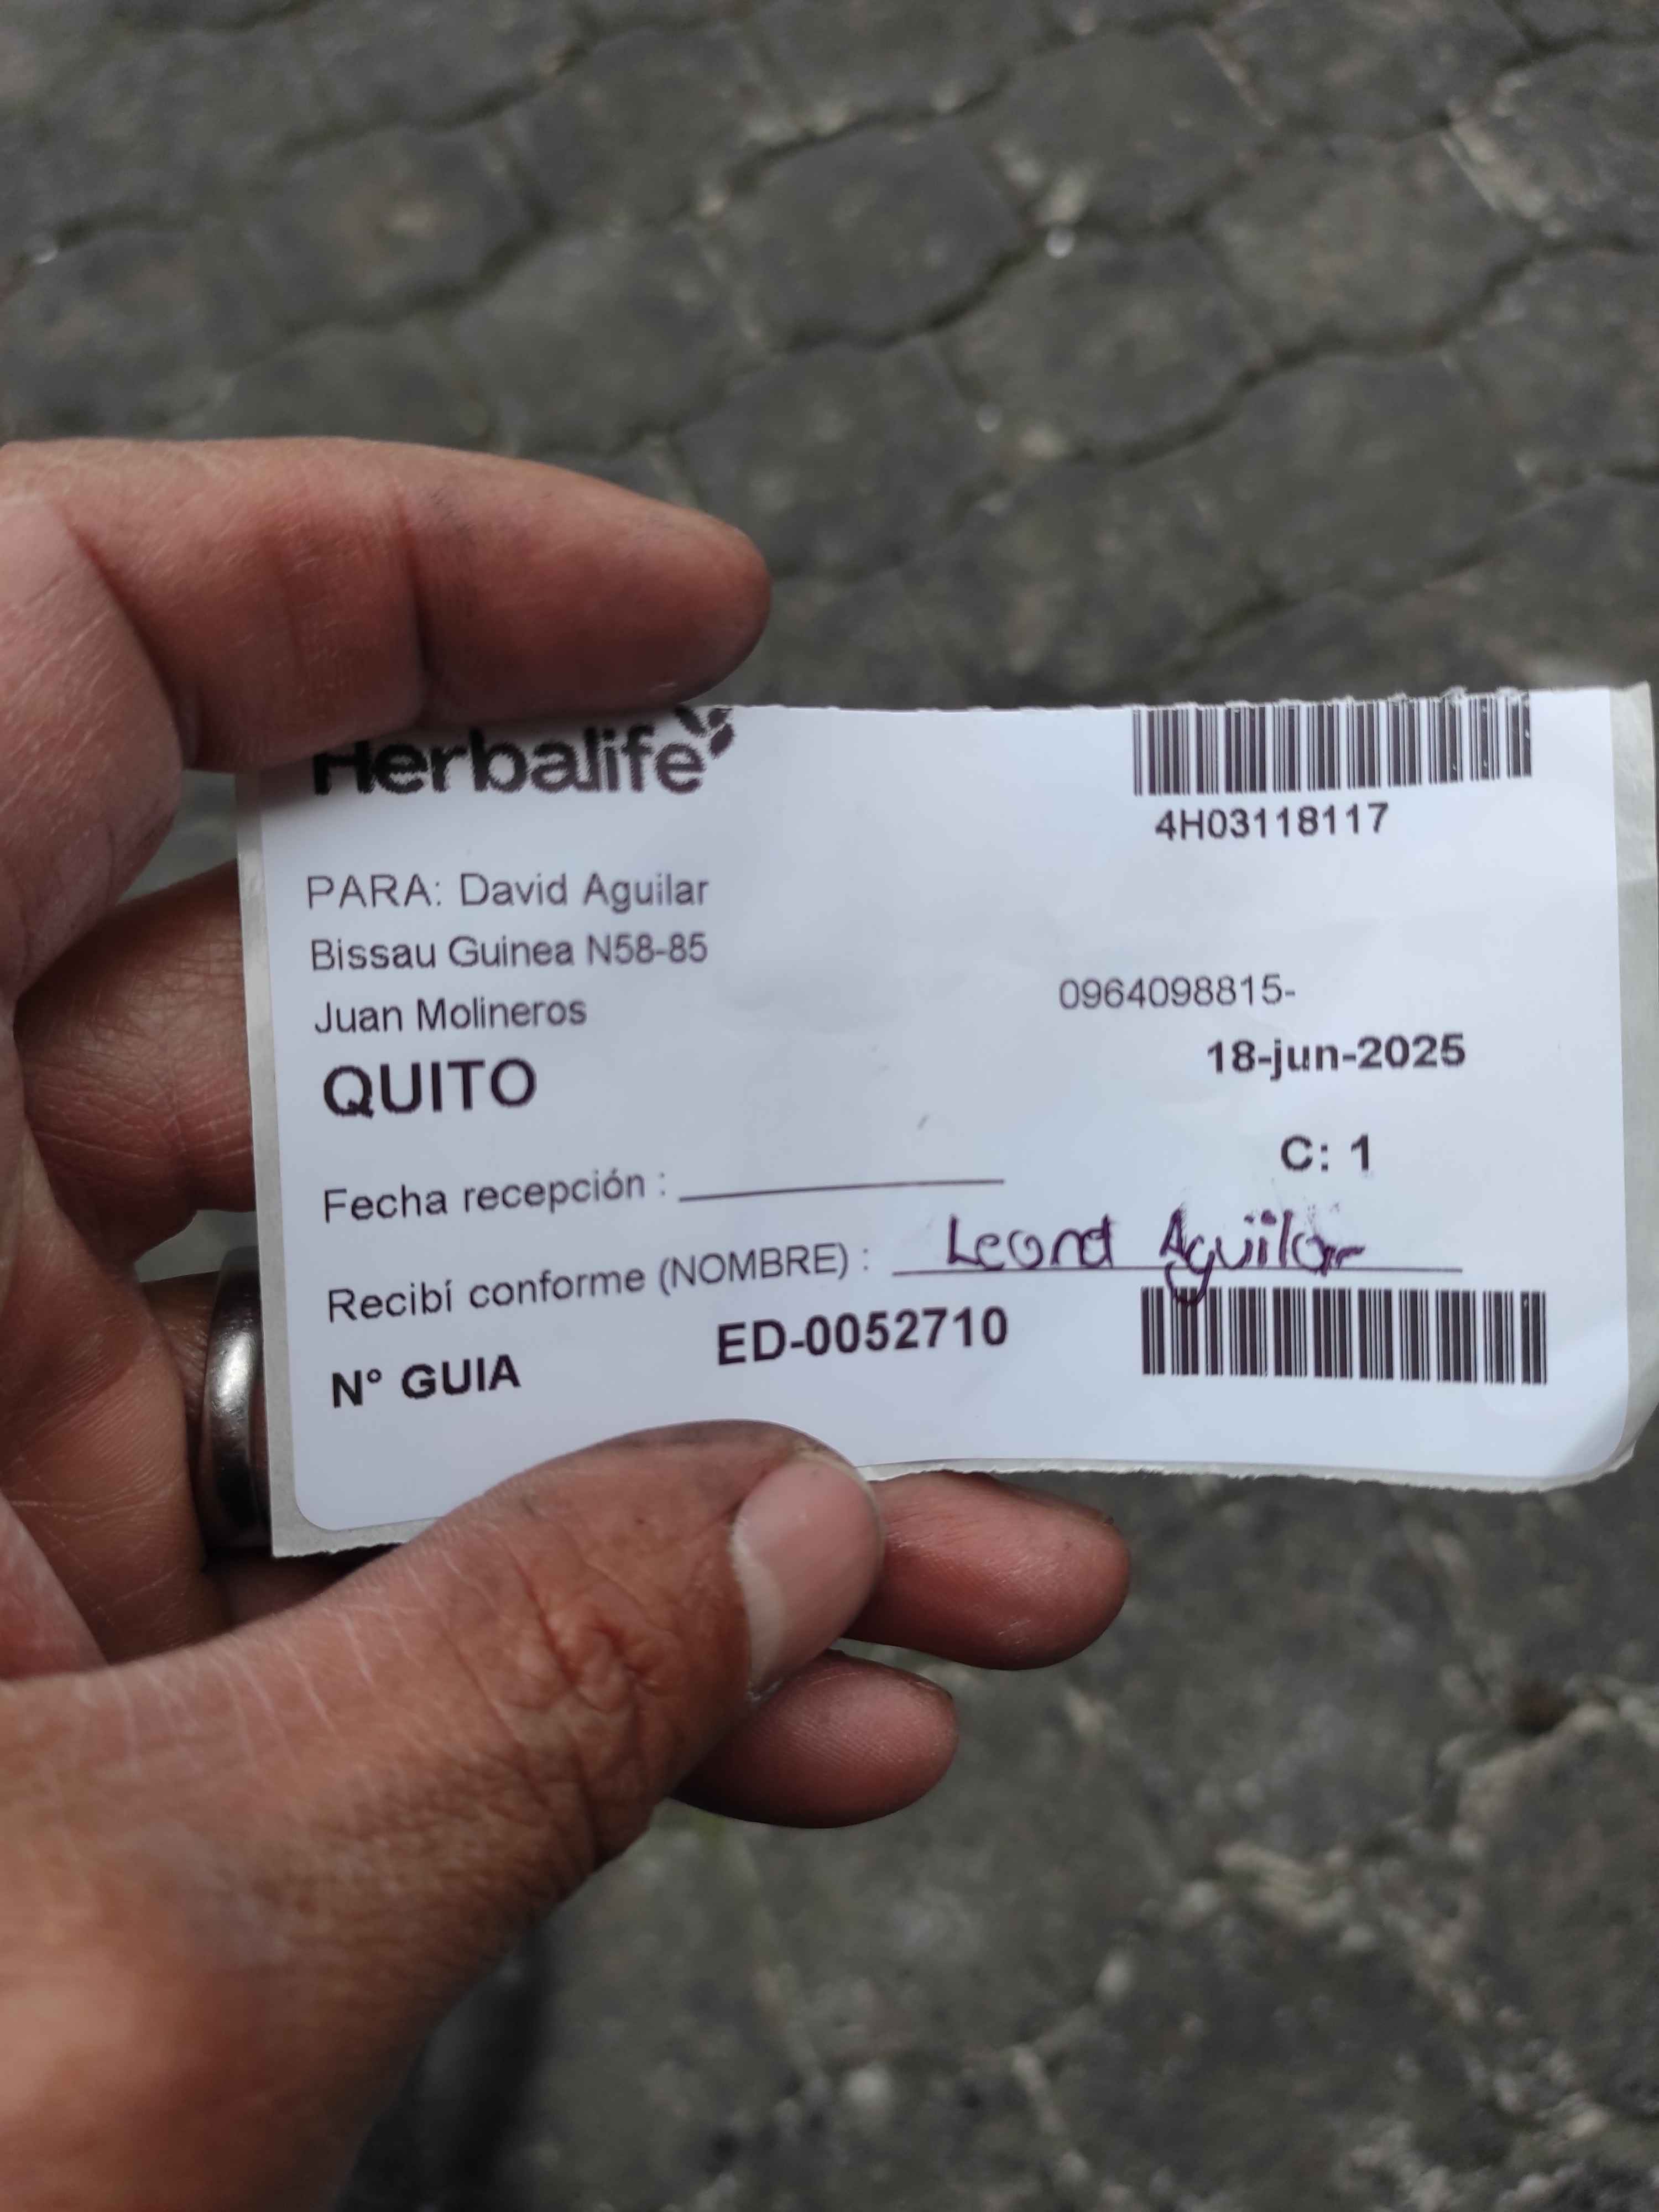 Herbalife
4H03118117
PARA: David Aguilar
Bissau Guinea N58-85
Juan Molineros
0964098815-
QUITO
18-jun-2025
C: 1
Fecha recepción :
Recibí conforme (NOMBRE) : Leond Aguilar
N° GUIA ED-0052710